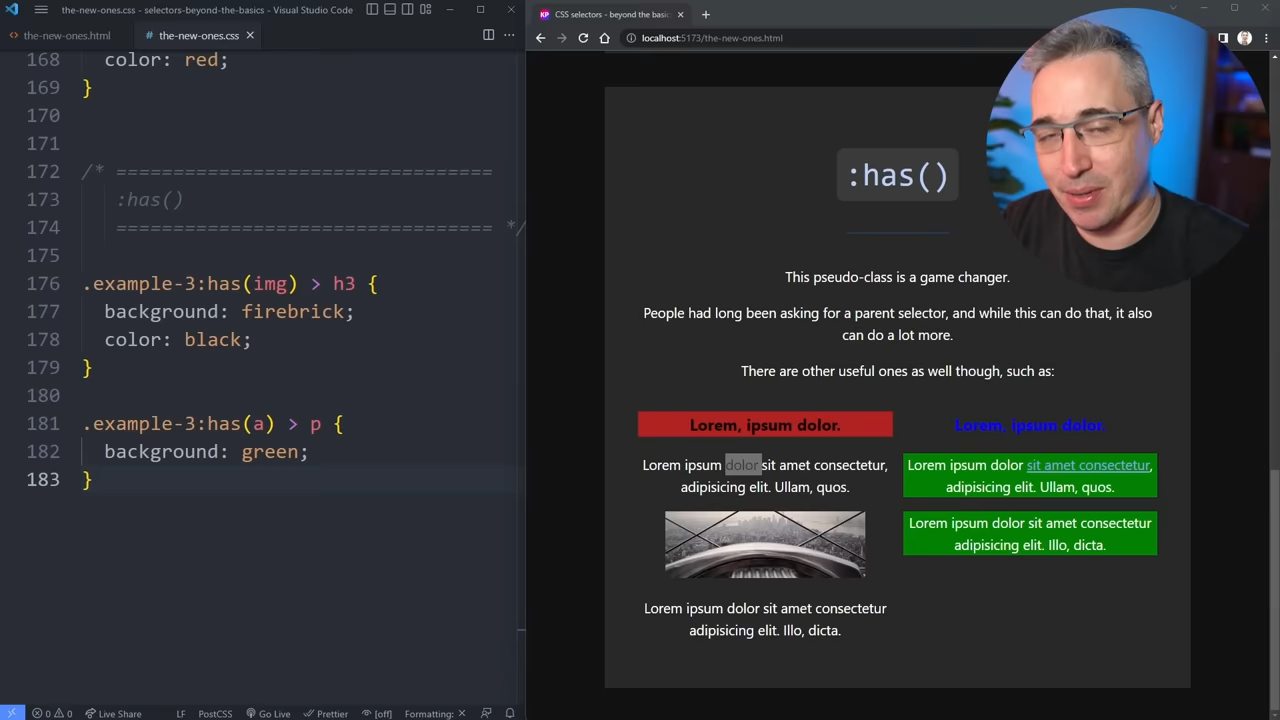 the-new-ones.css - selectors-beyond-the-basics - Visual Studio Code
the-new-ones.html
# the-new-ones.css
168 color: red;
169 }
170
171
172 /* ==================================
173 :has()
174 ================================== */
175
176 .example-3:has(img) > h3 {
177 background: firebrick;
178 color: black;
179 }
180
181 .example-3:has(a) > p {
182 background: green;
183 }
0 0 Live Share LF PostCSS Go Live Prettier [off] Formatting: ×
KP CSS selectors - beyond the basic
localhost:5173/the-new-ones.html
:has()
This pseudo-class is a game changer.
People had long been asking for a parent selector, and while this can do that, it also
can do a lot more.
There are other useful ones as well though, such as:
Lorem, ipsum dolor.
Lorem ipsum dolor sit amet consectetur,
adipisicing elit. Ullam, quos.
Lorem ipsum dolor sit amet consectetur
adipisicing elit. Illo, dicta.
Lorem, ipsum dolor.
Lorem ipsum dolor sit amet consectetur,
adipisicing elit. Ullam, quos.
Lorem ipsum dolor sit amet consectetur
adipisicing elit. Illo, dicta.